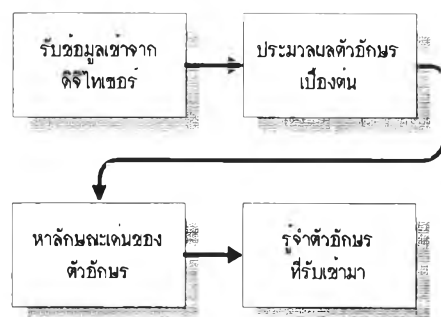 รับข้อมูลเข้าจาก
ดิจิไทเซอร์
ประมวลผลตัวอักษร
เบื้องต้น
หาลักษณะเด่นของ
ตัวอักษร
รู้จำตัวอักษร
ที่รับเข้ามา